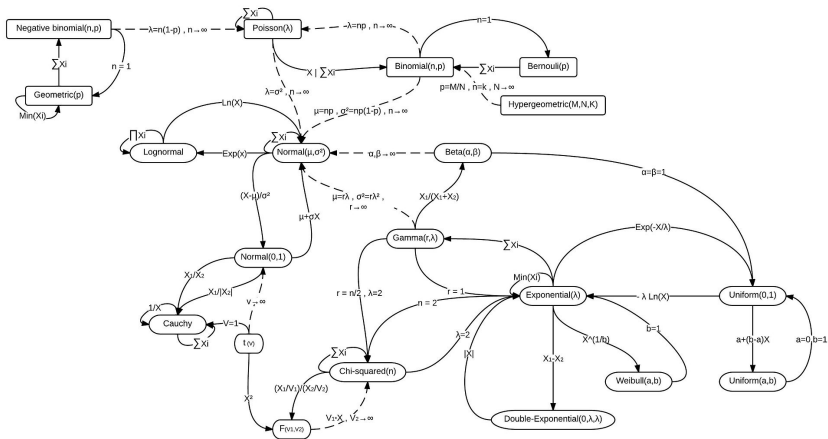 ∑Xi
Negative binomial(n,p)
λ=n(1-p) , n→∞
Poisson(λ)
λ=np , n→∞
n=1
∑Xi
n = 1
X | ∑Xi
Binomial(n,p)
∑Xi
Bernouli(p)
Geometric(p)
λ=σ² , n→∞
p=M/N , n=k , N→∞
Min(Xi)
Ln(X)
μ=np , σ²=np(1-p) , n→∞
Hypergeometric(M,N,K)
∏Xi
∑Xi
Lognormal
Exp(x)
Normal(μ,σ²)
α,β→∞
Beta(α,β)
α=β=1
(X-μ)/σ²
μ=rλ , σ²=rλ² ,
r→∞
X₁/(X₁+X₂)
μ+σX
Exp(-X/λ)
Gamma(r,λ)
∑Xi
Normal(0,1)
X₁/X₂
Min(Xi)
X₁/|X₂|
r = n/2 , λ=2
r = 1
Exponential(λ)
- λ Ln(X)
Uniform(0,1)
n = 2
1/X
Cauchy
V=1
λ=2
b=1
t(V)
∑Xi
∑Xi
|X|
X₁-X₂
X^(1/b)
a+(b-a)X
a=0,b=1
Chi-squared(n)
Weibull(a,b)
Uniform(a,b)
(X₁/V₁)/(X₂/V₂)
X²
F(V1,V2)
V₁·X , V₂→∞
Double-Exponential(0,λ,λ)